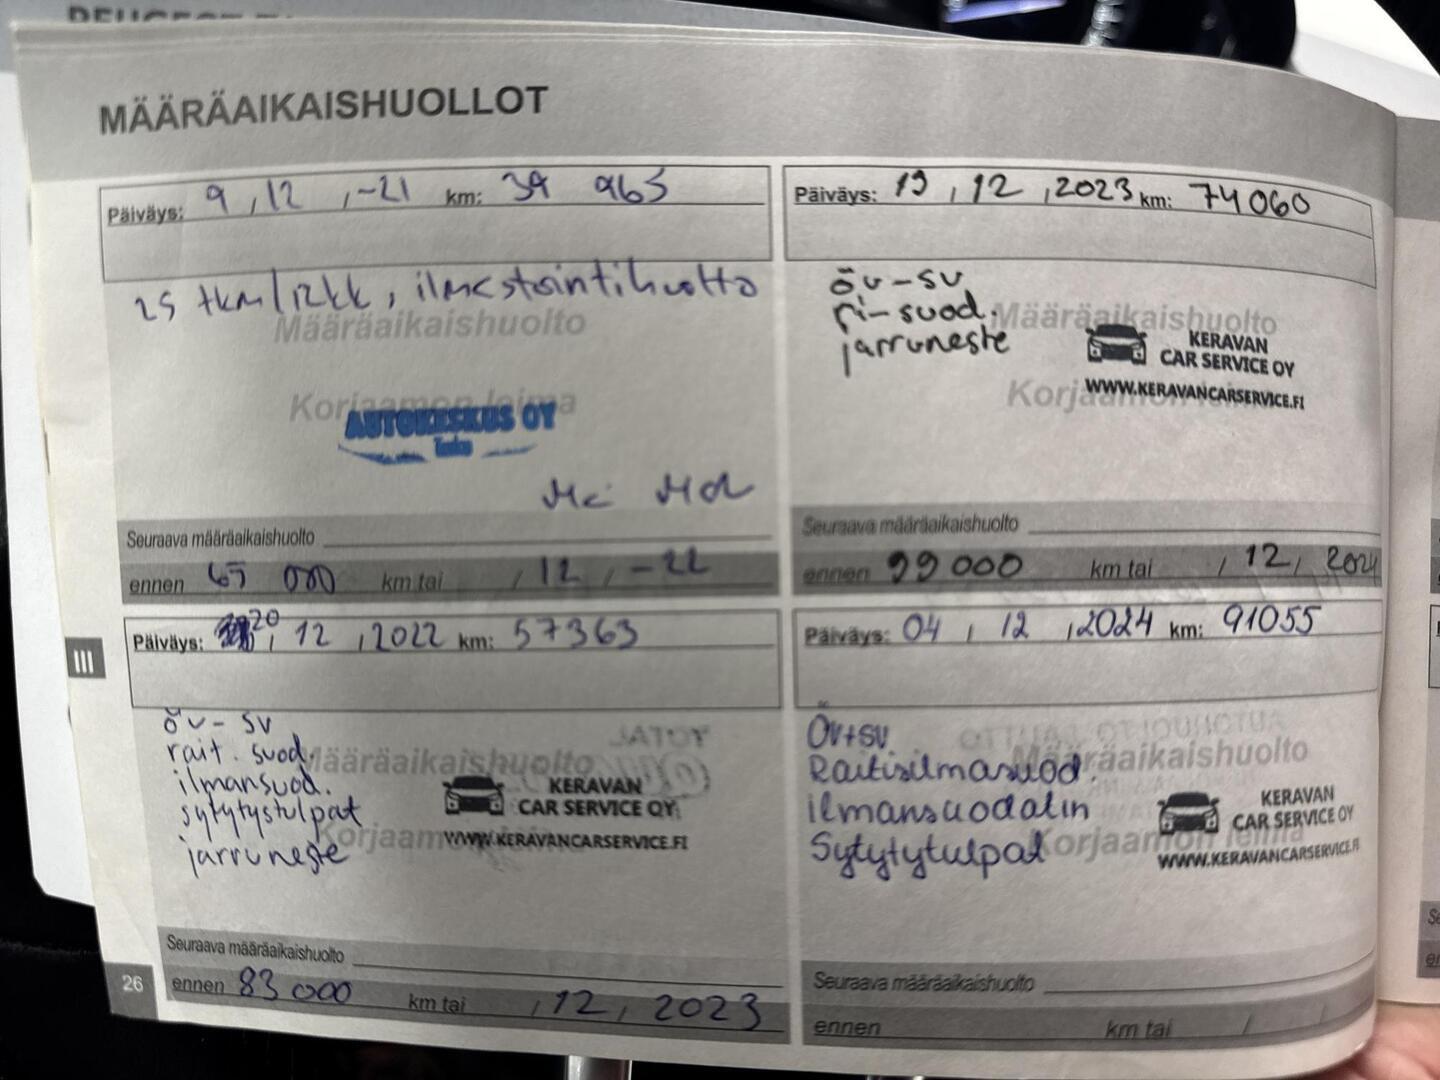 MÄÄRÄAIKAISHUOLLOT
Päiväys: 9 , 12 , -21 km: 39 965
25 tkm/12kk, ilmastointihuolto
Määräaikaishuolto
Korjaamon leima
AUTOKESKUS OY
Seuraava määräaikaishuolto
ennen 65 000 km tai , 12 , -22
Päiväys: 20, 12 , 2022 km: 57363
öv-sv
rait. suod.
ilmansuod.
sytytystulpat
jarruneste
Määräaikaishuolto
Korjaamon leima
KERAVAN
CAR SERVICE OY
WWW.KERAVANCARSERVICE.FI
Seuraava määräaikaishuolto
ennen 83 000 km tai , 12 , 2023
Päiväys: 19 , 12 , 2023 km: 74060
öv-sv
ri-suod.
jarruneste
Määräaikaishuolto
Korjaamon leima
KERAVAN
CAR SERVICE OY
WWW.KERAVANCARSERVICE.FI
Seuraava määräaikaishuolto
ennen 99 000 km tai , 12 , 2024
Päiväys: 04 , 12 , 2024 km: 91055
Öv+sv
Raitisilmasuod.
ilmansuodatin
Sytytytulpat
Määräaikaishuolto
Korjaamon leima
KERAVAN
CAR SERVICE OY
WWW.KERAVANCARSERVICE.FI
Seuraava määräaikaishuolto
ennen km tai / /
III
26